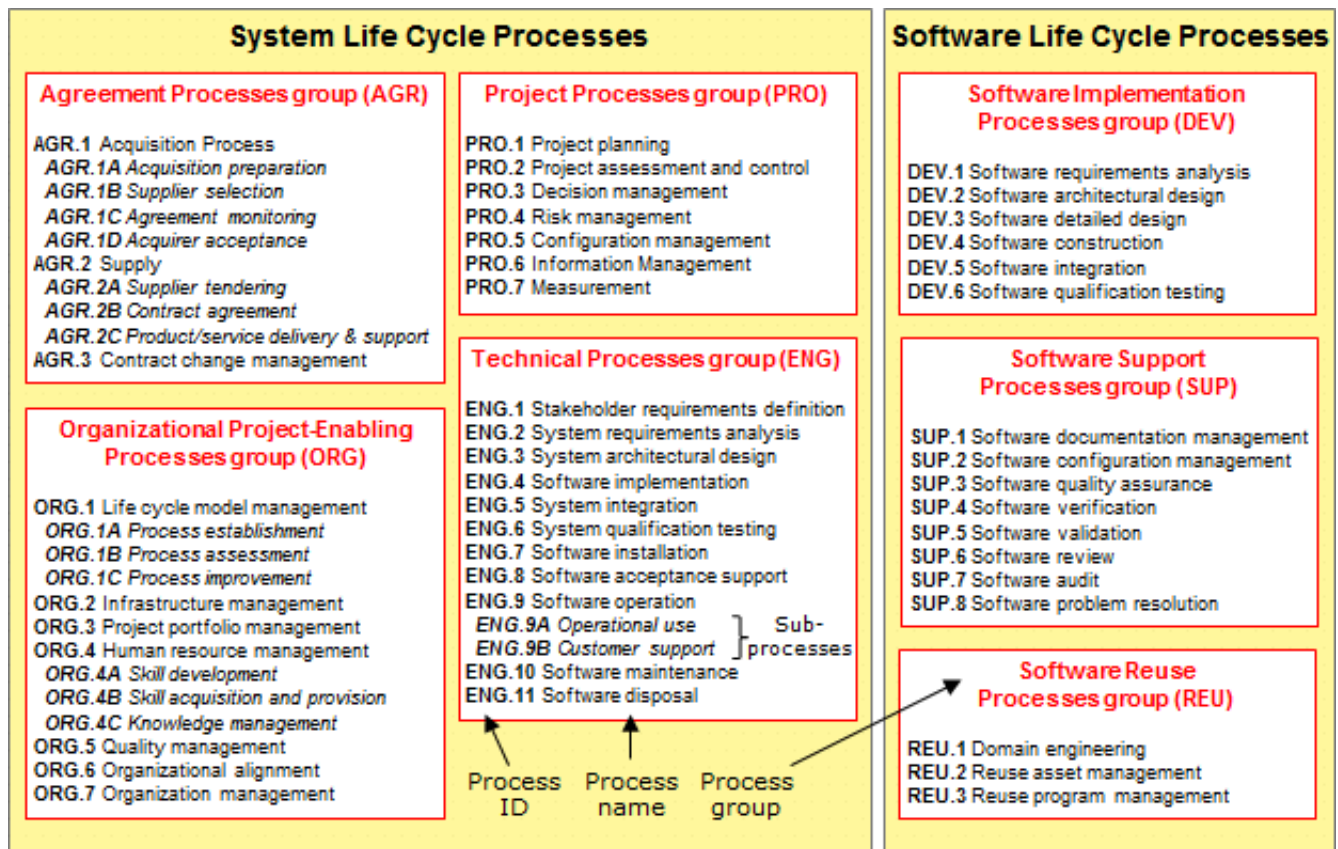 System Life Cycle Processes
Agreement Processes group (AGR)
AGR.1 Acquisition Process
AGR.1A Acquisition preparation
AGR.1B Supplier selection
AGR.1C Agreement monitoring
AGR.1D Acquirer acceptance
AGR.2 Supply
AGR.2A Supplier tendering
AGR.2B Contract agreement
AGR.2C Product/service delivery & support
AGR.3 Contract change management
Organizational Project-Enabling
Processes group (ORG)
ORG.1 Life cycle model management
ORG.1A Process establishment
ORG.1B Process assessment
ORG.1C Process improvement
ORG.2 Infrastructure management
ORG.3 Project portfolio management
ORG.4 Human resource management
ORG.4A Skill development
ORG.4B Skill acquisition and provision
ORG.4C Knowledge management
ORG.5 Quality management
ORG.6 Organizational alignment
ORG.7 Organization management
Project Processes group (PRO)
PRO.1 Project planning
PRO.2 Project assessment and control
PRO.3 Decision management
PRO.4 Risk management
PRO.5 Configuration management
PRO.6 Information Management
PRO.7 Measurement
Technical Processes group (ENG)
ENG.1 Stakeholder requirements definition
ENG.2 System requirements analysis
ENG.3 System architectural design
ENG.4 Software implementation
ENG.5 System integration
ENG.6 System qualification testing
ENG.7 Software installation
ENG.8 Software acceptance support
ENG.9 Software operation
ENG.9A Operational use
ENG.9B Customer support
Sub-
processes
ENG.10 Software maintenance
ENG.11 Software disposal
Process
ID
Process
name
Process
group
Software Life Cycle Processes
Software Implementation
Processes group (DEV)
DEV.1 Software requirements analysis
DEV.2 Software architectural design
DEV.3 Software detailed design
DEV.4 Software construction
DEV.5 Software integration
DEV.6 Software qualification testing
Software Support
Processes group (SUP)
SUP.1 Software documentation management
SUP.2 Software configuration management
SUP.3 Software quality assurance
SUP.4 Software verification
SUP.5 Software validation
SUP.6 Software review
SUP.7 Software audit
SUP.8 Software problem resolution
Software Reuse
Processes group (REU)
REU.1 Domain engineering
REU.2 Reuse asset management
REU.3 Reuse program management